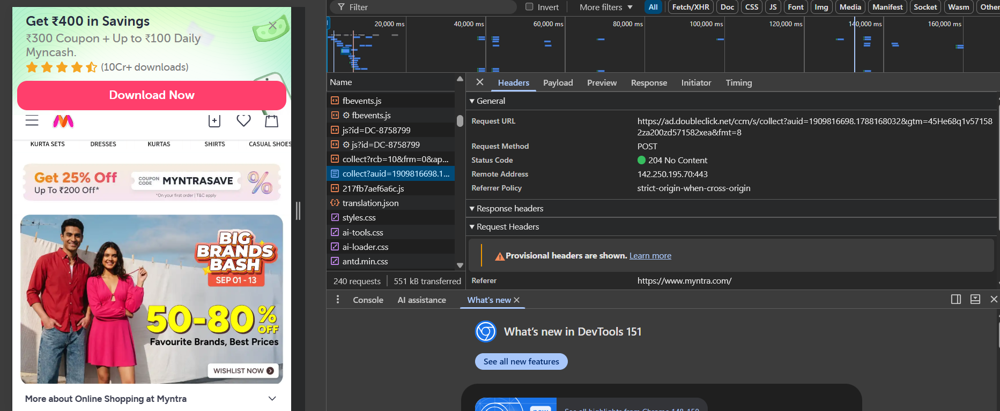 Get ₹400 in Savings
₹300 Coupon + Up to ₹100 Daily
Myncash.
(10Cr+ downloads)
Download Now
KURTA SETS DRESSES KURTAS SHIRTS CASUAL SHOES
Get 25% Off
Up To ₹200 Off*
COUPON
CODE
MYNTRASAVE
%
*On your first order | T&C apply
BIG
BRANDS
BASH
SEP 01 - 13
50-80% OFF
Favourite Brands, Best Prices
WISHLIST NOW
More about Online Shopping at Myntra
Filter Invert More filters All Fetch/XHR Doc CSS JS Font Img Media Manifest Socket Wasm Other
20,000 ms 40,000 ms 60,000 ms 80,000 ms 100,000 ms 120,000 ms 140,000 ms 160,000 ms
Name
fbevents.js
fbevents.js
js?id=DC-8758799
js?id=DC-8758799
collect?rcb=10&frm=0&ap...
collect?auid=1909816698.1...
217fb7aef6a6c.js
translation.json
styles.css
ai-tools.css
ai-loader.css
antd.min.css
240 requests 551 kB transferred
Headers Payload Preview Response Initiator Timing
General
Request URL https://ad.doubleclick.net/ccm/s/collect?auid=1909816698.1788168032&gtm=45He68q1v57158
2za200zd571582xea&fmt=8
Request Method POST
Status Code 204 No Content
Remote Address 142.250.195.70:443
Referrer Policy strict-origin-when-cross-origin
Response headers
Request Headers
Provisional headers are shown. Learn more
Referer https://www.myntra.com/
Console AI assistance What's new
What's new in DevTools 151
See all new features
new
See all highlights from Chrome 148-150